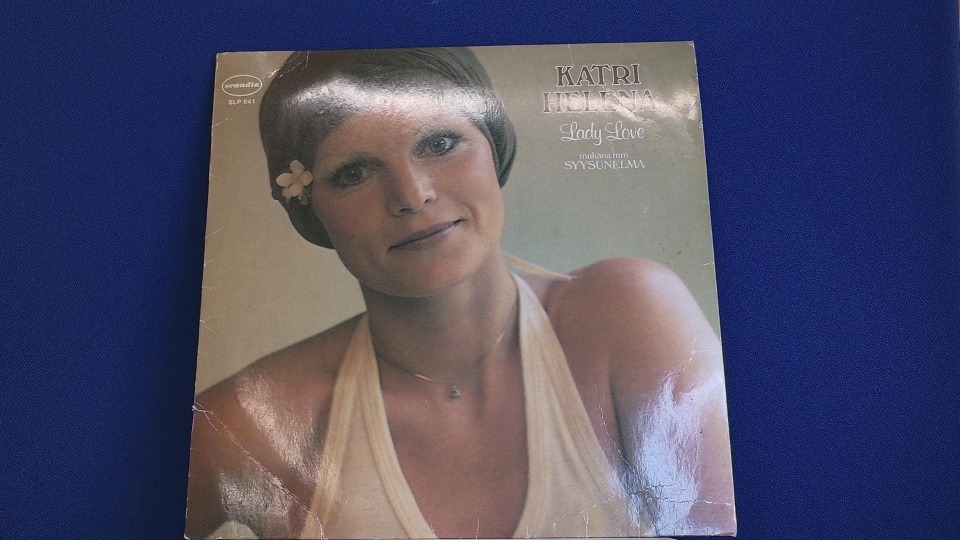 scandia
SLP 641
KATRI
HELENA
Lady Love
mukana mm
SYYSUNELMA